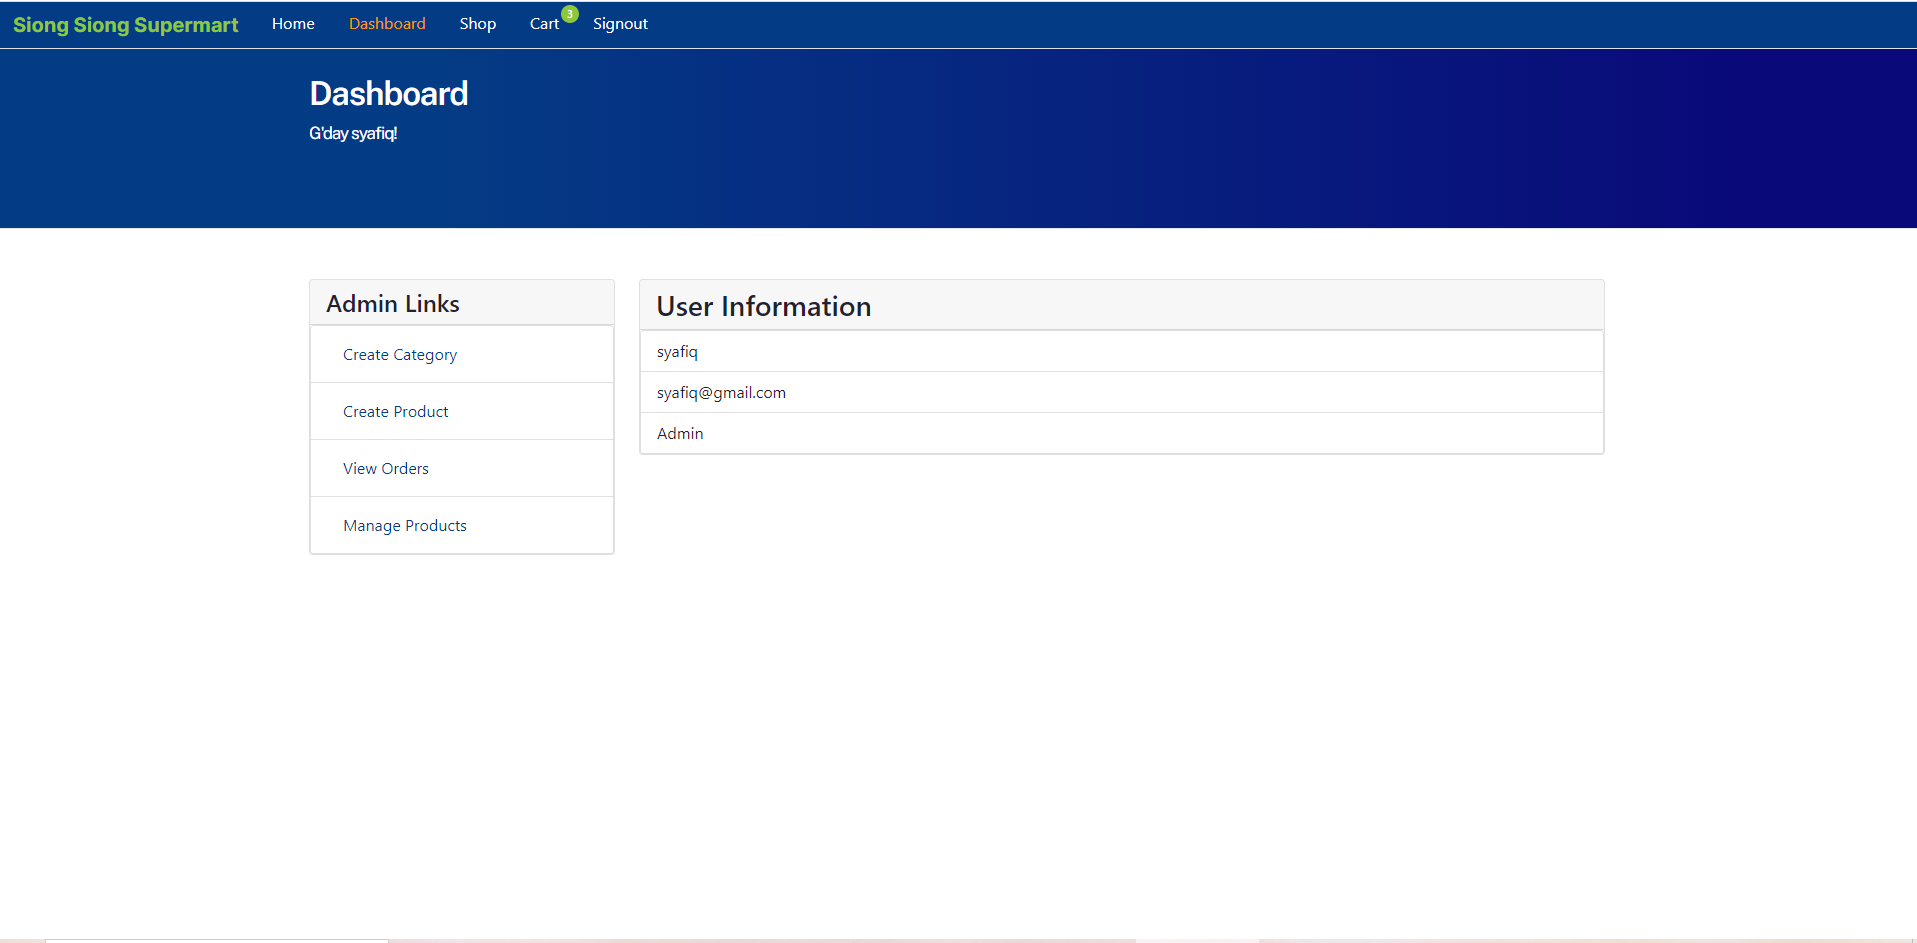 Siong Siong Supermart Home Dashboard Shop Cart 3 Signout
Dashboard
G'day syafiq!
Admin Links
Create Category
Create Product
View Orders
Manage Products
User Information
syafiq
syafiq@gmail.com
Admin